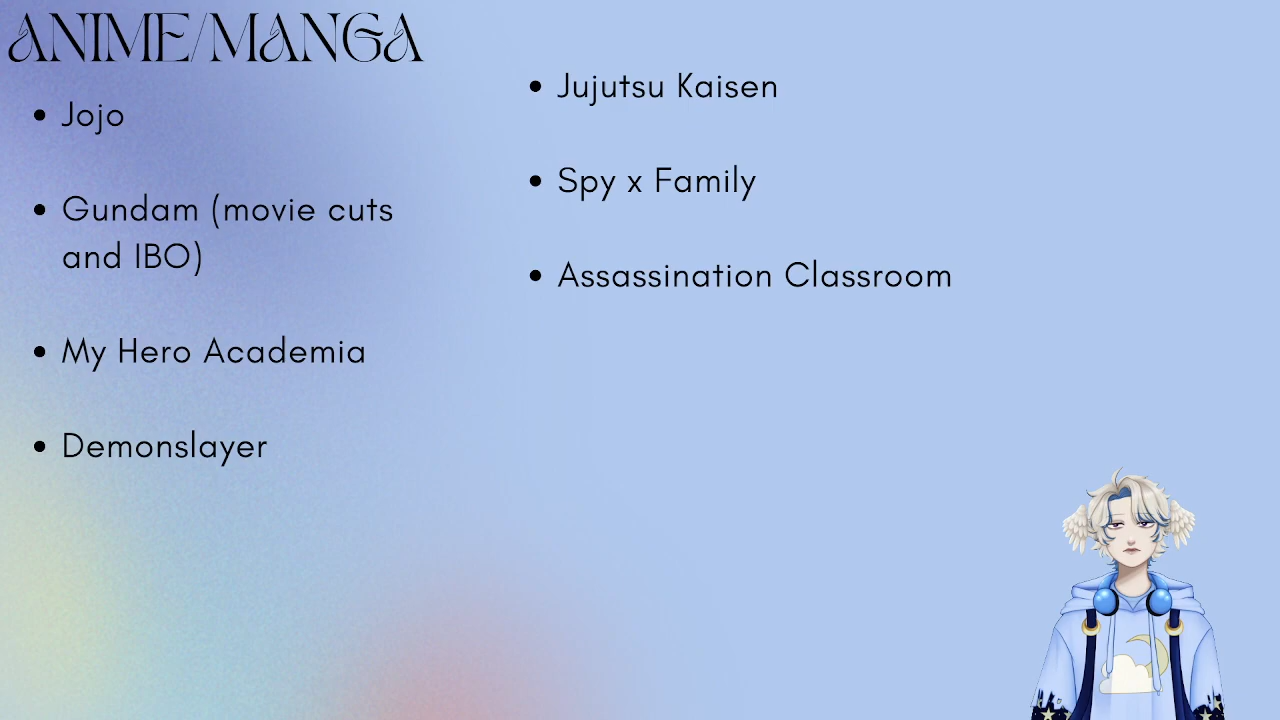 ANIME/MANGA
• Jojo
• Gundam (movie cuts
and IBO)
• My Hero Academia
• Demonslayer
• Jujutsu Kaisen
• Spy x Family
• Assassination Classroom